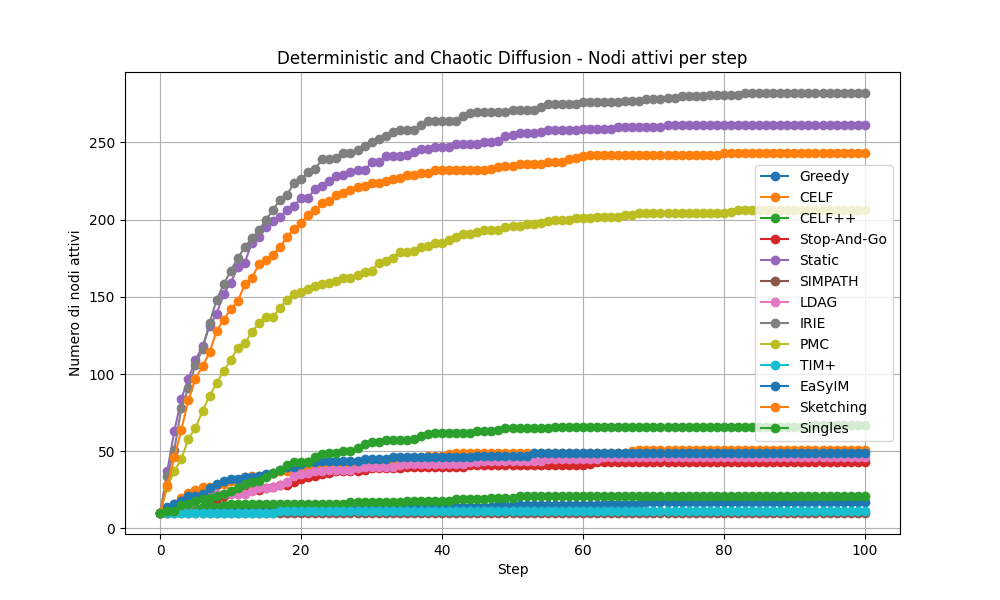 Deterministic and Chaotic Diffusion - Nodi attivi per step
Numero di nodi attivi
250
200
150
100
50
0
0 20 40 60 80 100
Step
Greedy
CELF
CELF++
Stop-And-Go
Static
SIMPATH
LDAG
IRIE
PMC
TIM+
EaSyIM
Sketching
Singles